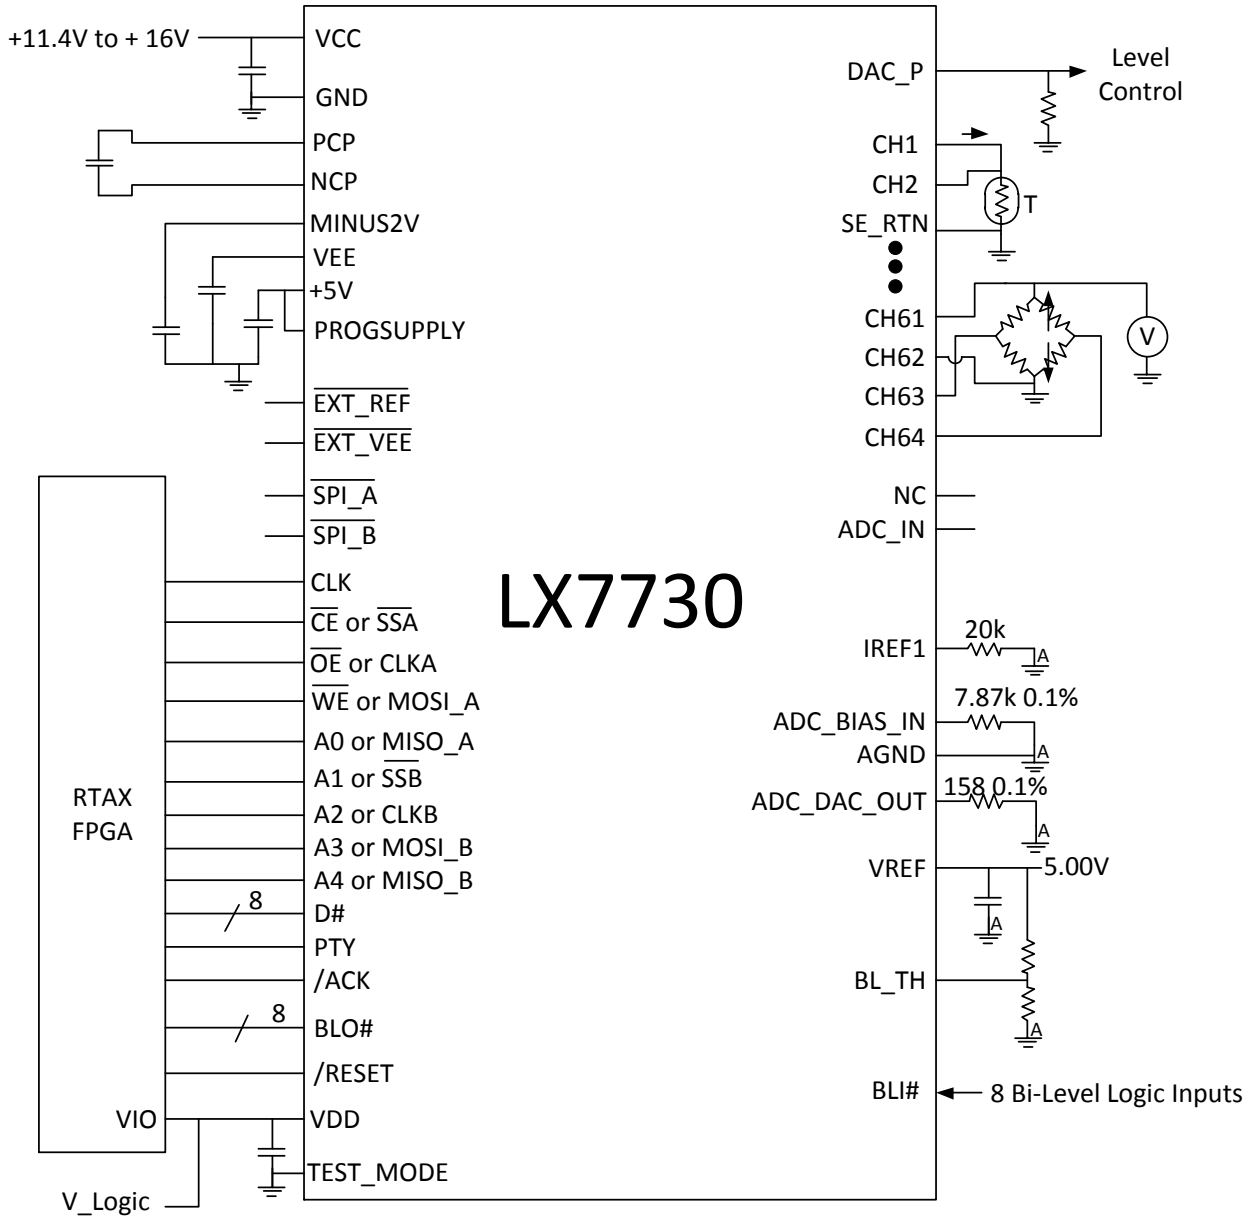 +11.4V to + 16V
VCC
GND
PCP
NCP
MINUS2V
VEE
+5V
PROGSUPPLY
EXT_REF
EXT_VEE
SPI_A
SPI_B
CLK
CE or SSA
OE or CLKA
WE or MOSI_A
A0 or MISO_A
A1 or SSB
A2 or CLKB
A3 or MOSI_B
A4 or MISO_B
8
D#
PTY
/ACK
8
BLO#
/RESET
VIO
VDD
TEST_MODE
V_Logic
RTAX
FPGA
LX7730
DAC_P
Level
Control
CH1
CH2
T
SE_RTN
CH61
CH62
CH63
CH64
V
NC
ADC_IN
IREF1
20k
A
ADC_BIAS_IN
7.87k 0.1%
AGND
A
ADC_DAC_OUT
158 0.1%
A
VREF
5.00V
A
BL_TH
A
BLI#
8 Bi-Level Logic Inputs